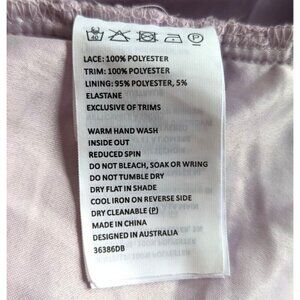 40 P
LACE: 100% POLYESTER
TRIM: 100% POLYESTER
LINING: 95% POLYESTER, 5%
ELASTANE
EXCLUSIVE OF TRIMS
WARM HAND WASH
INSIDE OUT
REDUCED SPIN
DO NOT BLEACH, SOAK OR WRING
DO NOT TUMBLE DRY
DRY FLAT IN SHADE
COOL IRON ON REVERSE SIDE
DRY CLEANABLE (P)
MADE IN CHINA
DESIGNED IN AUSTRALIA
36386DB